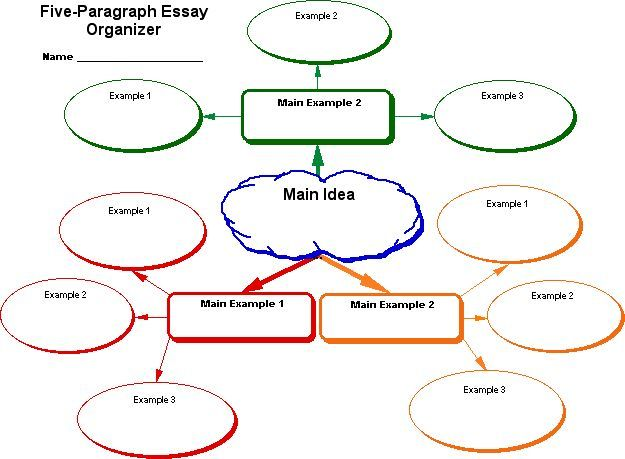 Five-Paragraph Essay
Organizer
Name ____________________
Example 2
Example 1
Main Example 2
Example 3
Main Idea
Example 1
Example 2
Main Example 1
Example 3
Example 1
Main Example 2
Example 2
Example 3